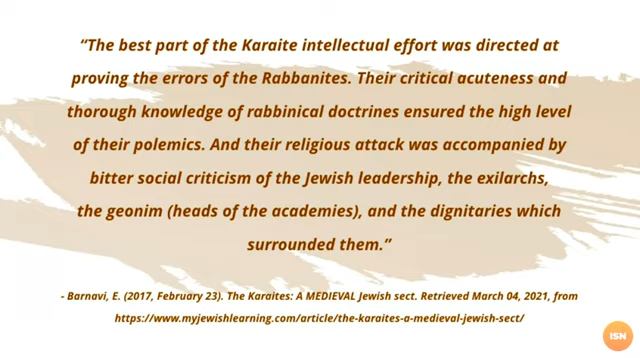 “The best part of the Karaite intellectual effort was directed at
proving the errors of the Rabbanites. Their critical acuteness and
thorough knowledge of rabbinical doctrines ensured the high level
of their polemics. And their religious attack was accompanied by
bitter social criticism of the Jewish leadership, the exilarchs,
the geonim (heads of the academies), and the dignitaries which
surrounded them.”
- Barnavi, E. (2017, February 23). The Karaites: A MEDIEVAL Jewish sect. Retrieved March 04, 2021, from
https://www.myjewishlearning.com/article/the-karaites-a-medieval-jewish-sect/
ISN